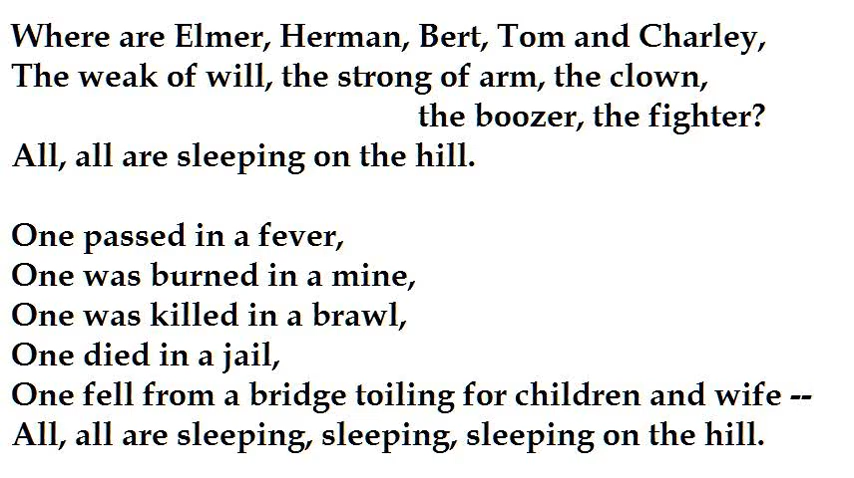 Where are Elmer, Herman, Bert, Tom and Charley,
The weak of will, the strong of arm, the clown,
the boozer, the fighter?
All, all are sleeping on the hill.

One passed in a fever,
One was burned in a mine,
One was killed in a brawl,
One died in a jail,
One fell from a bridge toiling for children and wife --
All, all are sleeping, sleeping, sleeping on the hill.